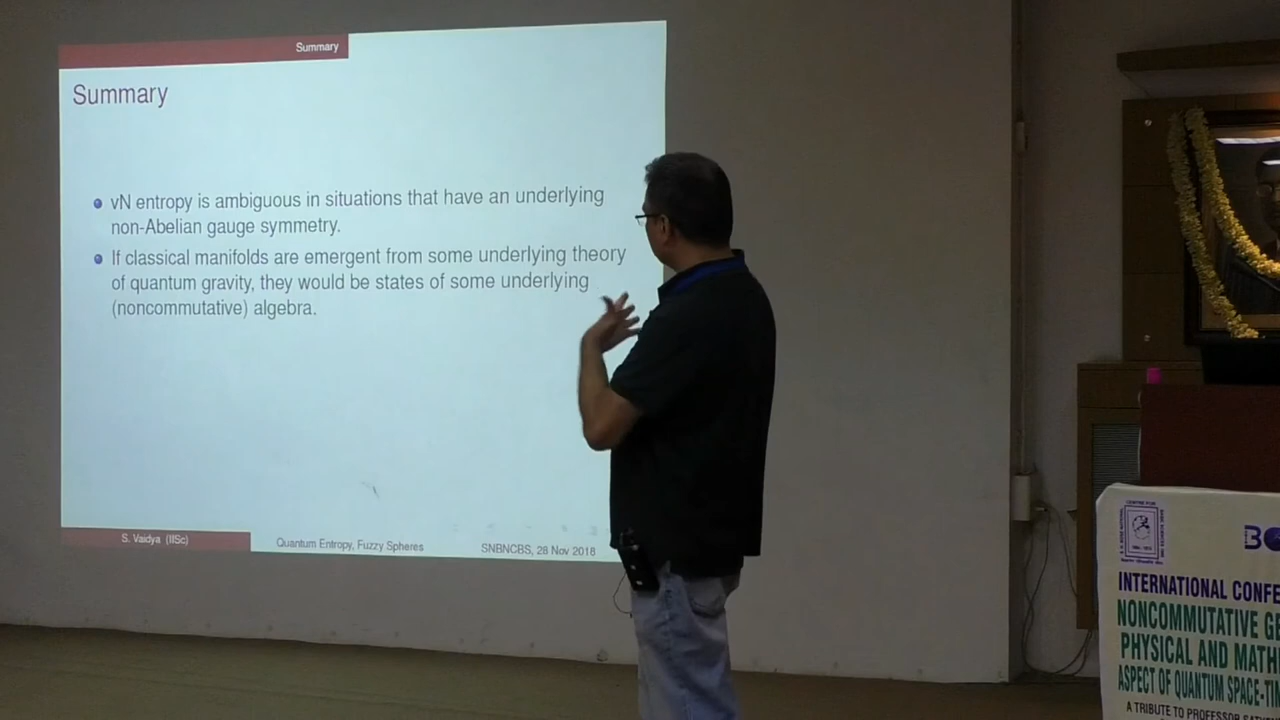 Summary
Summary
vN entropy is ambiguous in situations that have an underlying
non-Abelian gauge symmetry.
If classical manifolds are emergent from some underlying theory
of quantum gravity, they would be states of some underlying
(noncommutative) algebra.
S. Vaidya (IISc)
Quantum Entropy, Fuzzy Spheres
SNBNCBS, 28 Nov 2018
INTERNATIONAL CONFE
NONCOMMUTATIVE GE
PHYSICAL AND MATH
ASPECT OF QUANTUM SPACE-TIM
A TRIBUTE TO PROFESSOR